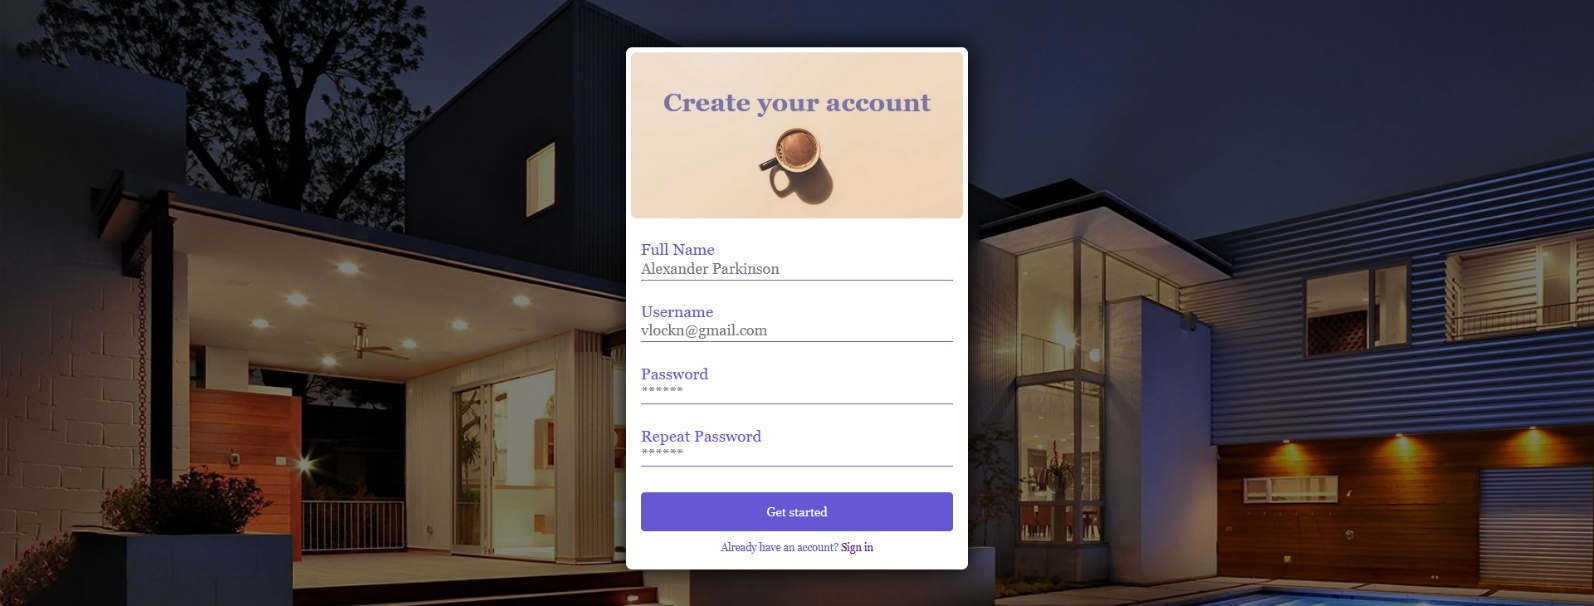 Create your account
Full Name
Alexander Parkinson
Username
vlockn@gmail.com
Password
******
Repeat Password
******
Get started
Already have an account? Sign in